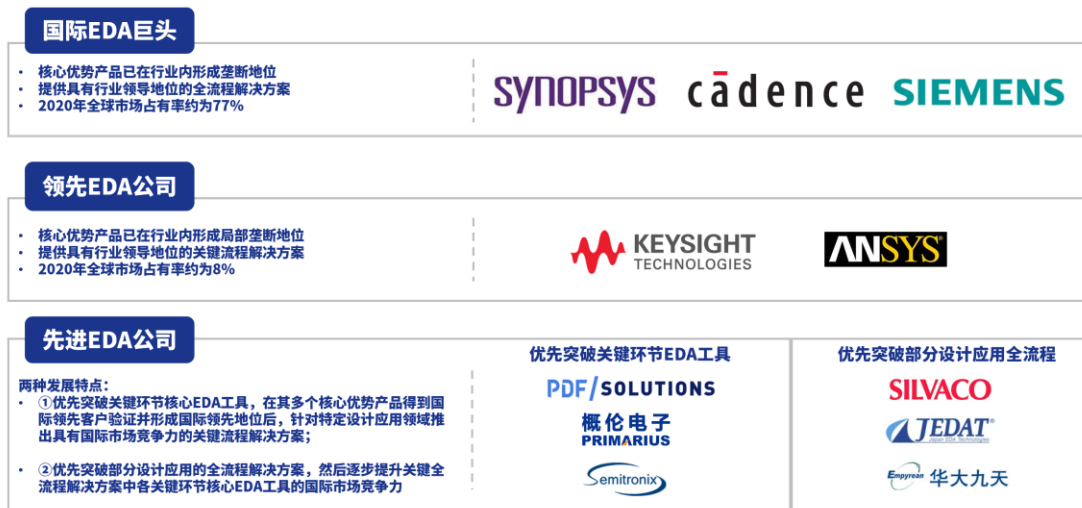 国际EDA巨头
· 核心优势产品已在行业内形成垄断地位
· 提供具有行业领导地位的全流程解决方案
· 2020年全球市场占有率约为77%
SYNOPSYS cādence SIEMENS
领先EDA公司
· 核心优势产品已在行业内形成局部垄断地位
· 提供具有行业领导地位的关键流程解决方案
· 2020年全球市场占有率约为8%
KEYSIGHT
TECHNOLOGIES
ANSYS®
先进EDA公司
两种发展特点：
· ①优先突破关键环节核心EDA工具，在其多个核心优势产品得到国
际领先客户验证并形成国际领先地位后，针对特定设计应用领域推
出具有国际市场竞争力的关键流程解决方案；
· ②优先突破部分设计应用的全流程解决方案，然后逐步提升关键全
流程解决方案中各关键环节核心EDA工具的国际市场竞争力
优先突破关键环节EDA工具
PDF/SOLUTIONS
概伦电子
PRIMARIUS
Semitronix
优先突破部分设计应用全流程
SILVACO
JEDAT®
Japan EDA Technologies
Empyrean 华大九天